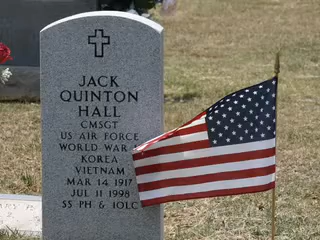 JACK
QUINTON
HALL
CMSGT
US AIR FORCE
WORLD WAR
KOREA
VIETNAM
MAR 14 1917
JUL 11 1998
SS PH & 1OLC